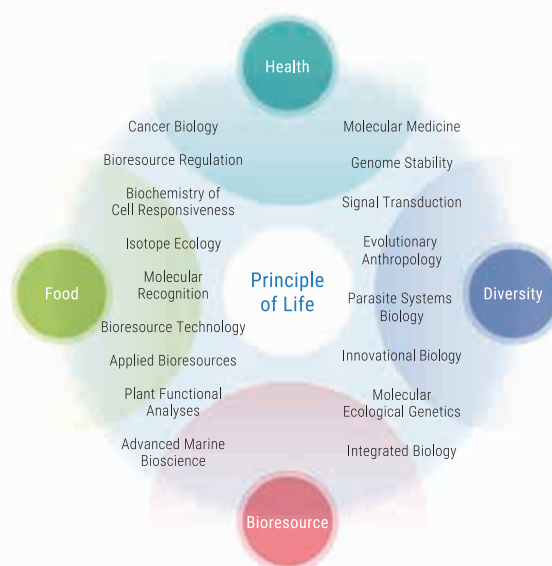 Health
Cancer Biology
Bioresource Regulation
Biochemistry of
Cell Responsiveness
Isotope Ecology
Molecular
Recognition
Bioresource Technology
Applied Bioresources
Plant Functional
Analyses
Advanced Marine
Bioscience
Molecular Medicine
Genome Stability
Signal Transduction
Evolutionary
Anthropology
Parasite Systems
Biology
Innovational Biology
Molecular
Ecological Genetics
Integrated Biology
Food
Principle
of Life
Diversity
Bioresource